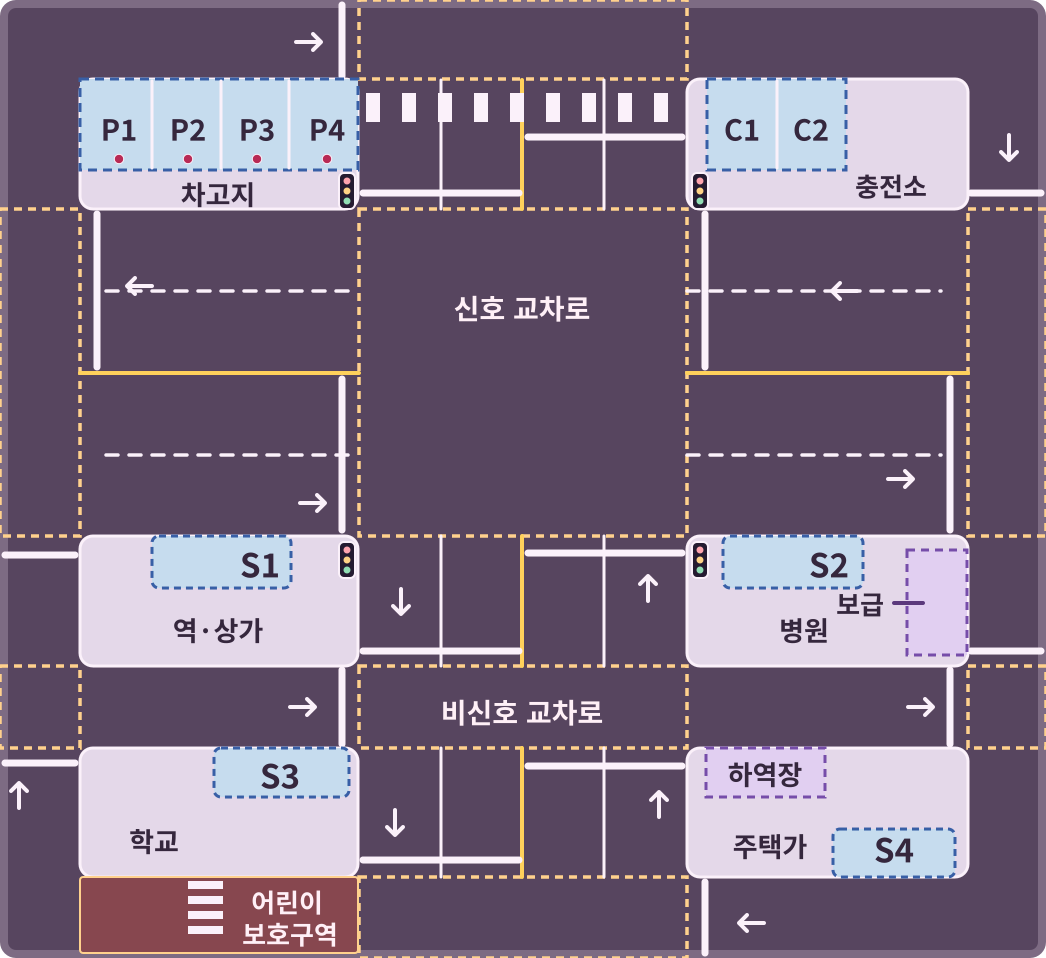 P1 P2 P3 P4
차고지
C1 C2
충전소
신호 교차로
S1
역·상가
S2
보급
병원
비신호 교차로
S3
학교
하역장
주택가
S4
어린이
보호구역